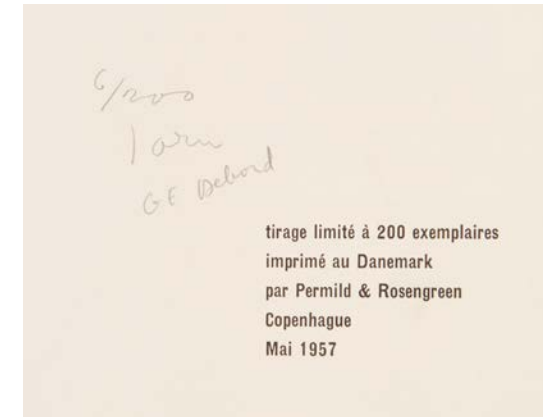 6/200
Jorn
GE Debord
tirage limité à 200 exemplaires
imprimé au Danemark
par Permild & Rosengreen
Copenhague
Mai 1957